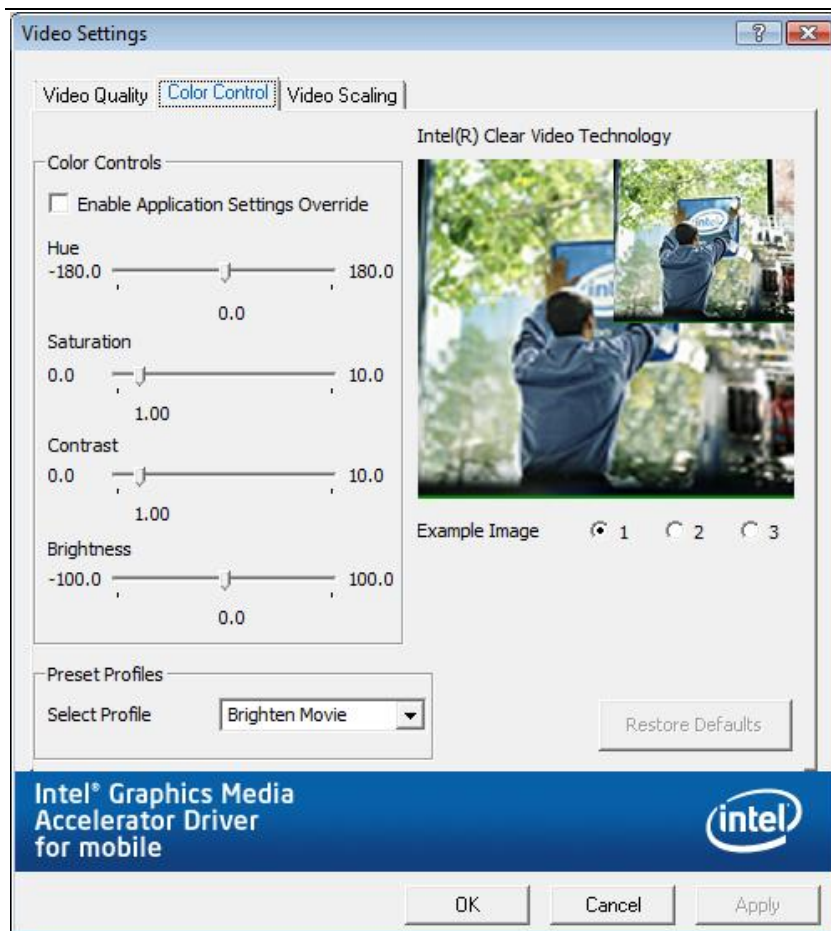 Video Settings
Video Quality
Color Control
Video Scaling
Color Controls
Enable Application Settings Override
Hue
-180.0
180.0
0.0
Saturation
0.0
10.0
1.00
Contrast
0.0
10.0
1.00
Brightness
-100.0
100.0
0.0
Intel(R) Clear Video Technology
intel
intel
Example Image
1
2
3
Preset Profiles
Select Profile
Brighten Movie
Restore Defaults
Intel® Graphics Media
Accelerator Driver
for mobile
intel
OK
Cancel
Apply